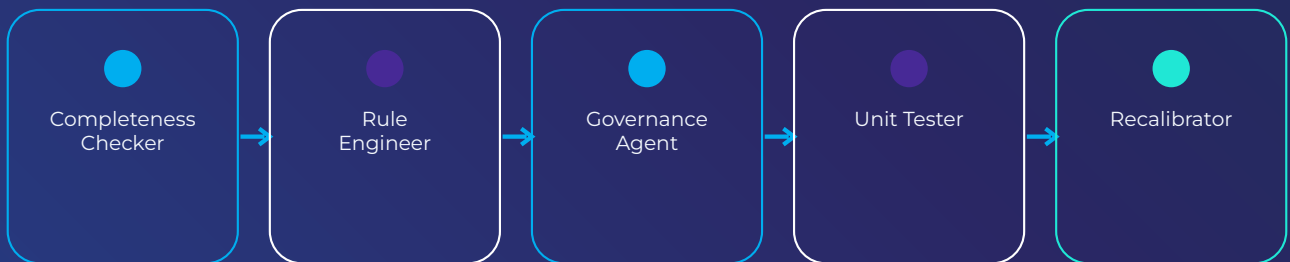 Completeness
Checker
Rule
Engineer
Governance
Agent
Unit Tester
Recalibrator